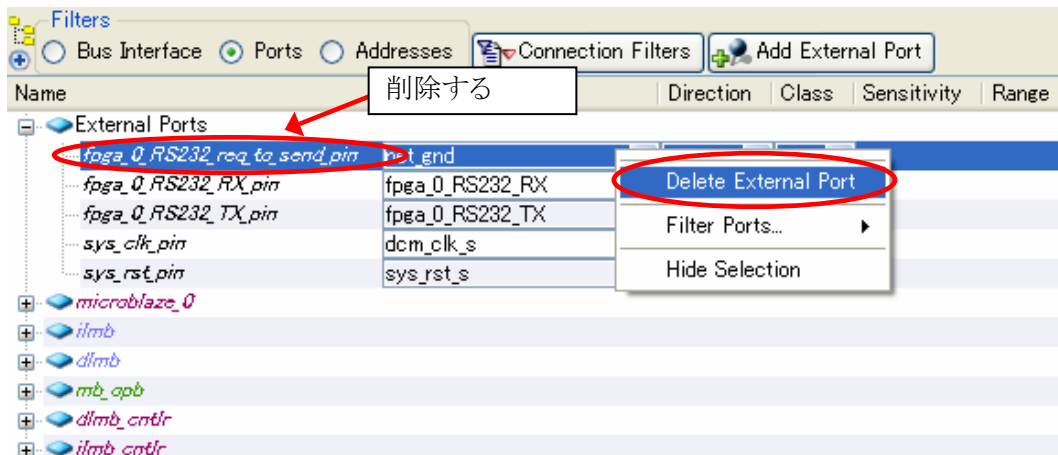 Filters
Bus Interface Ports Addresses Connection Filters Add External Port
削除する
Name Direction Class Sensitivity Range
External Ports
fpga_0_RS232_req_to_send_pin net_gnd
Delete External Port
fpga_0_RS232_RX_pin fpga_0_RS232_RX
fpga_0_RS232_TX_pin fpga_0_RS232_TX
Filter Ports...
sys_clk_pin dcm_clk_s
sys_rst_pin sys_rst_s
Hide Selection
microblaze_0
ilmb
dlmb
mb_opb
dlmb_cntlr
ilmb_cntlr